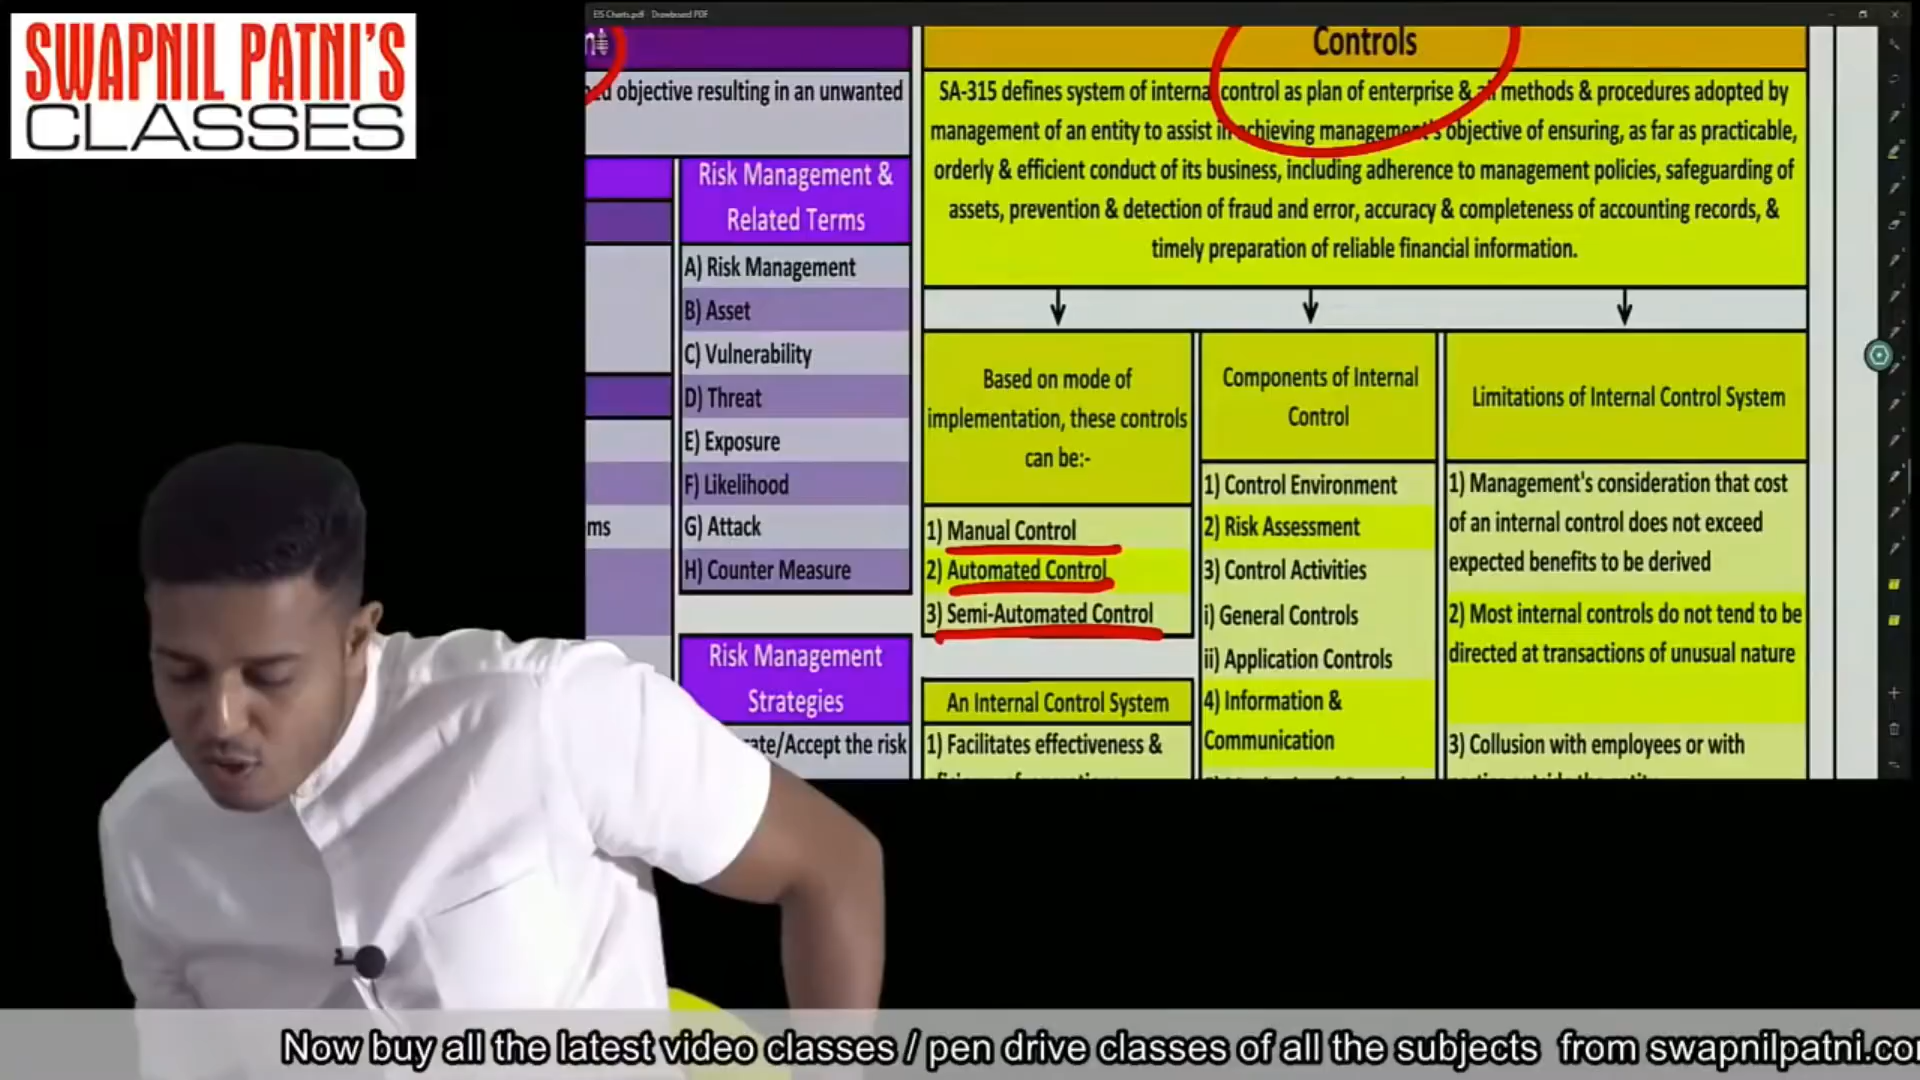 SWAPNIL PATNI'S
CLASSES
EIS Charts.pdf - Drawboard PDF
objective resulting in an unwanted
Risk Management &
Related Terms
A) Risk Management
B) Asset
C) Vulnerability
D) Threat
E) Exposure
F) Likelihood
G) Attack
H) Counter Measure
ms
Risk Management
Strategies
rate/Accept the risk
Controls
SA-315 defines system of internal control as plan of enterprise & all methods & procedures adopted by
management of an entity to assist in achieving management's objective of ensuring, as far as practicable,
orderly & efficient conduct of its business, including adherence to management policies, safeguarding of
assets, prevention & detection of fraud and error, accuracy & completeness of accounting records, &
timely preparation of reliable financial information.
Based on mode of
implementation, these controls
can be:-
1) Manual Control
2) Automated Control
3) Semi-Automated Control
An Internal Control System
1) Facilitates effectiveness &
Components of Internal
Control
1) Control Environment
2) Risk Assessment
3) Control Activities
i) General Controls
ii) Application Controls
4) Information &
Communication
Limitations of Internal Control System
1) Management's consideration that cost
of an internal control does not exceed
expected benefits to be derived
2) Most internal controls do not tend to be
directed at transactions of unusual nature
3) Collusion with employees or with
Now buy all the latest video classes / pen drive classes of all the subjects from swapnilpatni.co